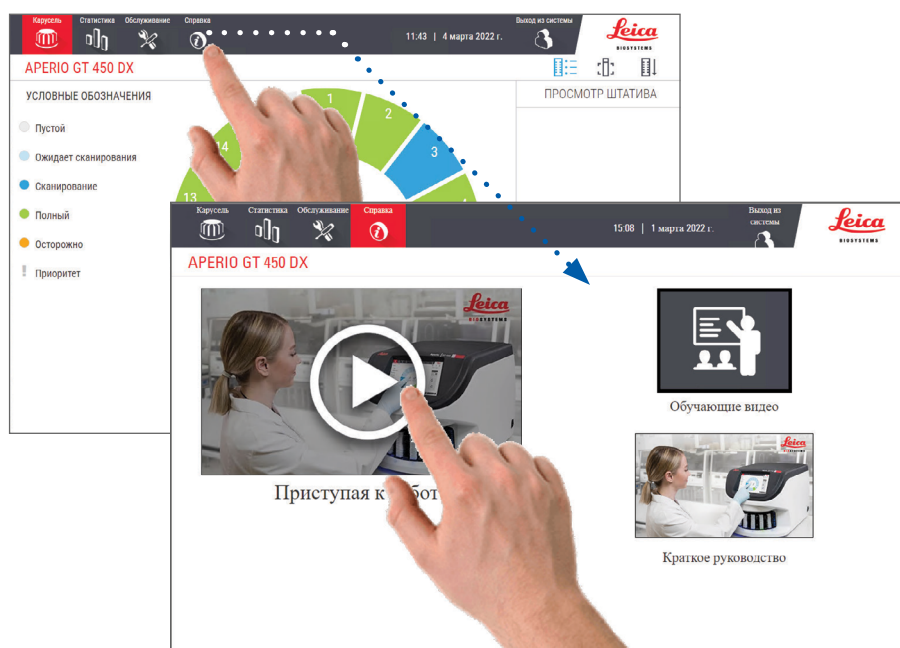 Карусель
Статистика
Обслуживание
Справка
11:43 | 4 марта 2022 г.
Выход из системы
Leica
BIOSYSTEMS
APERIO GT 450 DX
УСЛОВНЫЕ ОБОЗНАЧЕНИЯ
ПРОСМОТР ШТАТИВА
Пустой
Ожидает сканирования
Сканирование
Полный
Осторожно
! Приоритет
1
2
3
14
13
Карусель
Статистика
Обслуживание
Справка
15:08 | 1 марта 2022 г.
Выход из
системы
Leica
BIOSYSTEMS
APERIO GT 450 DX
Leica
BIOSYSTEMS
Приступая к
Обучающие видео
Leica
Краткое руководство